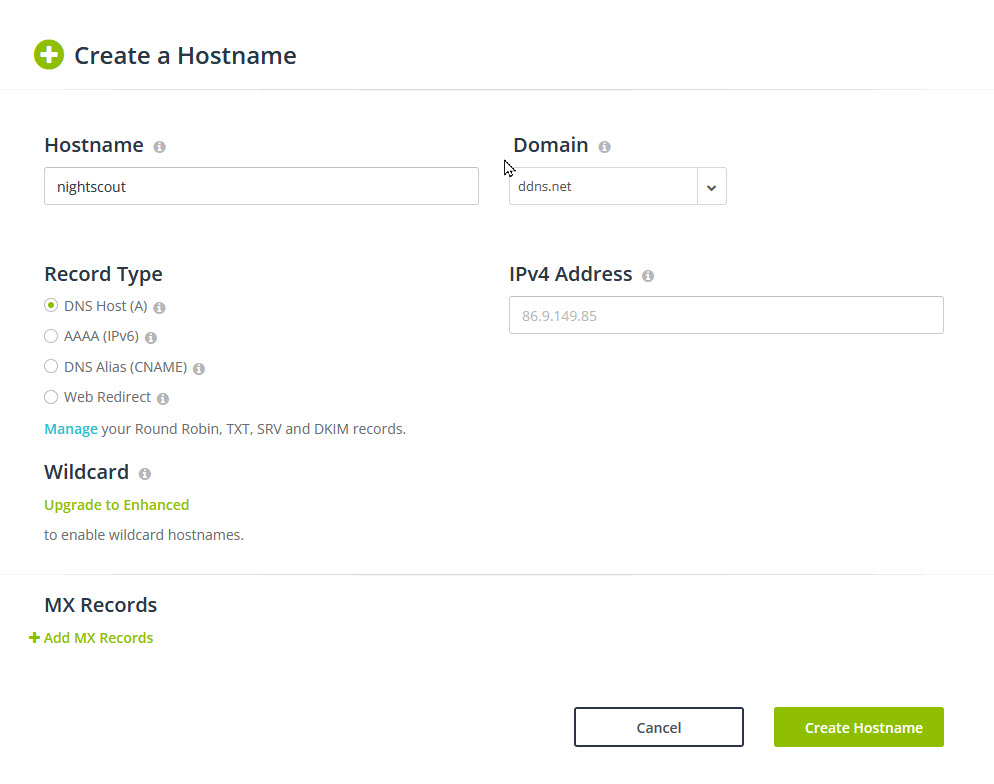 Create a Hostname
Hostname
Domain
nightscout
ddns.net
Record Type
IPv4 Address
DNS Host (A)
86.9.149.85
AAAA (IPv6)
DNS Alias (CNAME)
Web Redirect
Manage your Round Robin, TXT, SRV and DKIM records.
Wildcard
Upgrade to Enhanced
to enable wildcard hostnames.
MX Records
Add MX Records
Cancel
Create Hostname